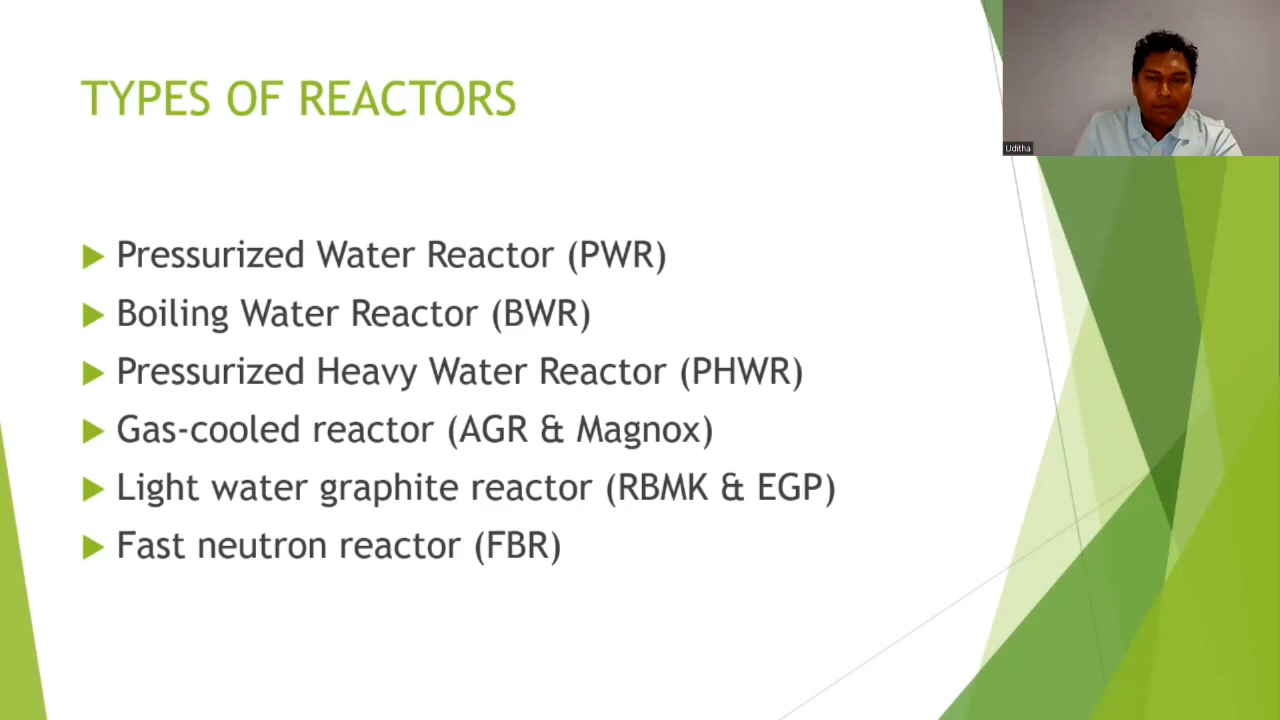 TYPES OF REACTORS
Uditha
Pressurized Water Reactor (PWR)
Boiling Water Reactor (BWR)
Pressurized Heavy Water Reactor (PHWR)
Gas-cooled reactor (AGR & Magnox)
Light water graphite reactor (RBMK & EGP)
Fast neutron reactor (FBR)